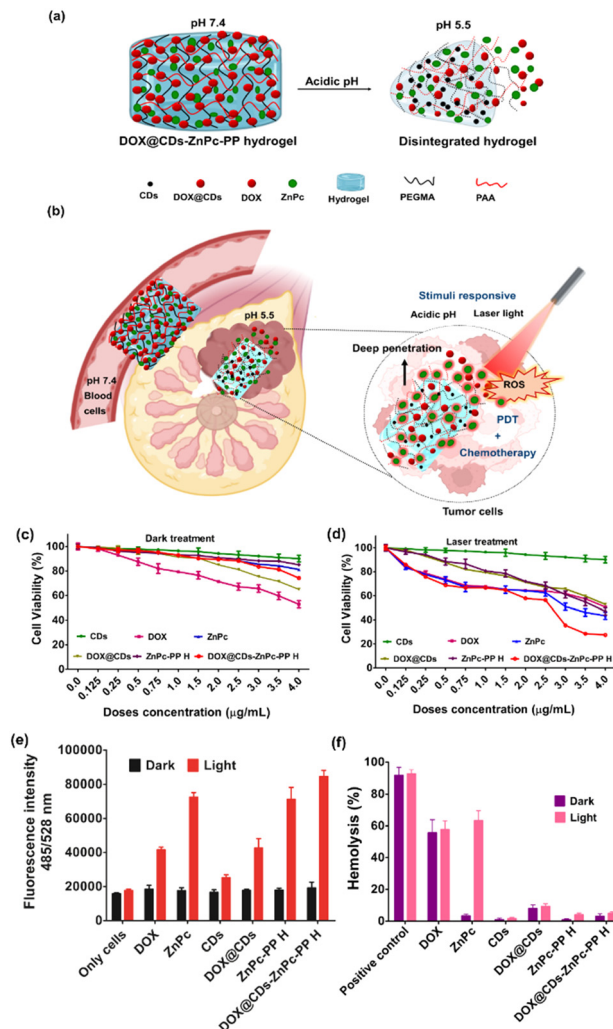 (a)
pH 7.4
pH 5.5
Acidic pH
DOX@CDs-ZnPc-PP hydrogel
Disintegrated hydrogel
CDs
DOX@CDs
DOX
ZnPc
Hydrogel
PEGMA
PAA
(b)
pH 5.5
pH 7.4
Blood
cells
Stimuli responsive
Acidic pH
Laser light
Deep penetration
ROS
PDT
+
Chemotherapy
Tumor cells
(c)
Dark treatment
Cell Viability (%)
100
80
60
40
20
0
CDs
DOX
ZnPc
DOX@CDs
ZnPc-PP H
DOX@CDs-ZnPc-PP H
0.0
0.125
0.25
0.5
0.75
1.0
1.5
2.0
2.5
3.0
3.5
4.0
Doses concentration (µg/mL)
(d)
Laser treatment
Cell Viability (%)
100
80
60
40
20
0
CDs
DOX
ZnPc
DOX@CDs
ZnPc-PP H
DOX@CDs-ZnPc-PP H
0.0
0.125
0.25
0.5
0.75
1.0
1.5
2.0
2.5
3.0
3.5
4.0
Doses concentration (µg/mL)
(e)
Fluorescence intensity
485/528 nm
100000
80000
60000
40000
20000
0
Dark
Light
Only cells
DOX
ZnPc
CDs
DOX@CDs
ZnPc-PP H
DOX@CDs-ZnPc-PP H
(f)
Hemolysis (%)
100
80
60
40
20
0
Dark
Light
Positive control
DOX
ZnPc
CDs
DOX@CDs
ZnPc-PP H
DOX@CDs-ZnPc-PP H